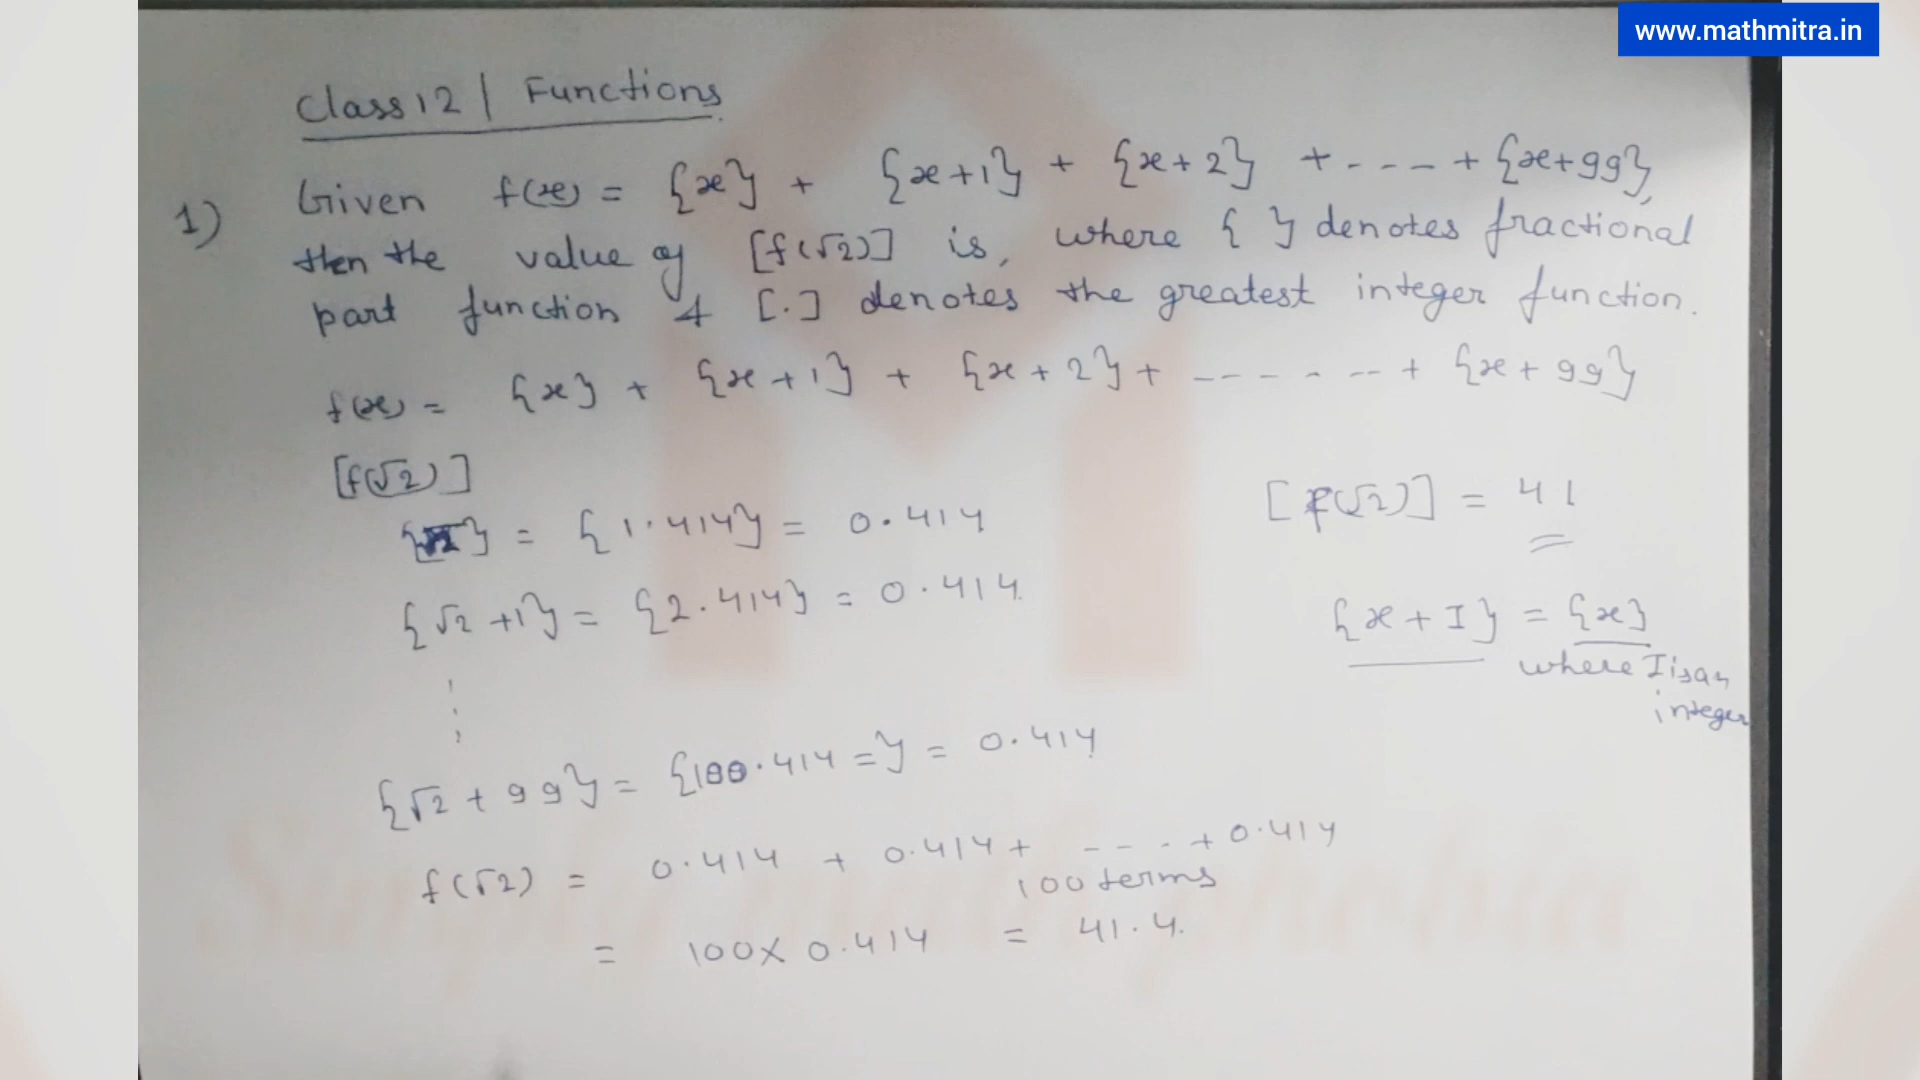 www.mathmitra.in
Class 12 | Functions
1) Given f(x) = {x} + {x+1} + {x+2} + ---- + {x+99},
then the value of [f(√2)] is, where { } denotes fractional
part function & [.] denotes the greatest integer function.
f(x) = {x} + {x+1} + {x+2} + ------- + {x+99}
[f(√2)]
{√2} = {1.414} = 0.414
{√2+1} = {2.414} = 0.414.
⋮
{√2+99} = {100.414=} = 0.414
f(√2) = 0.414 + 0.414 + ---- + 0.414
100 terms
= 100 × 0.414 = 41.4.
[f(√2)] = 41
{x+I} = {x}
where I is an
integer